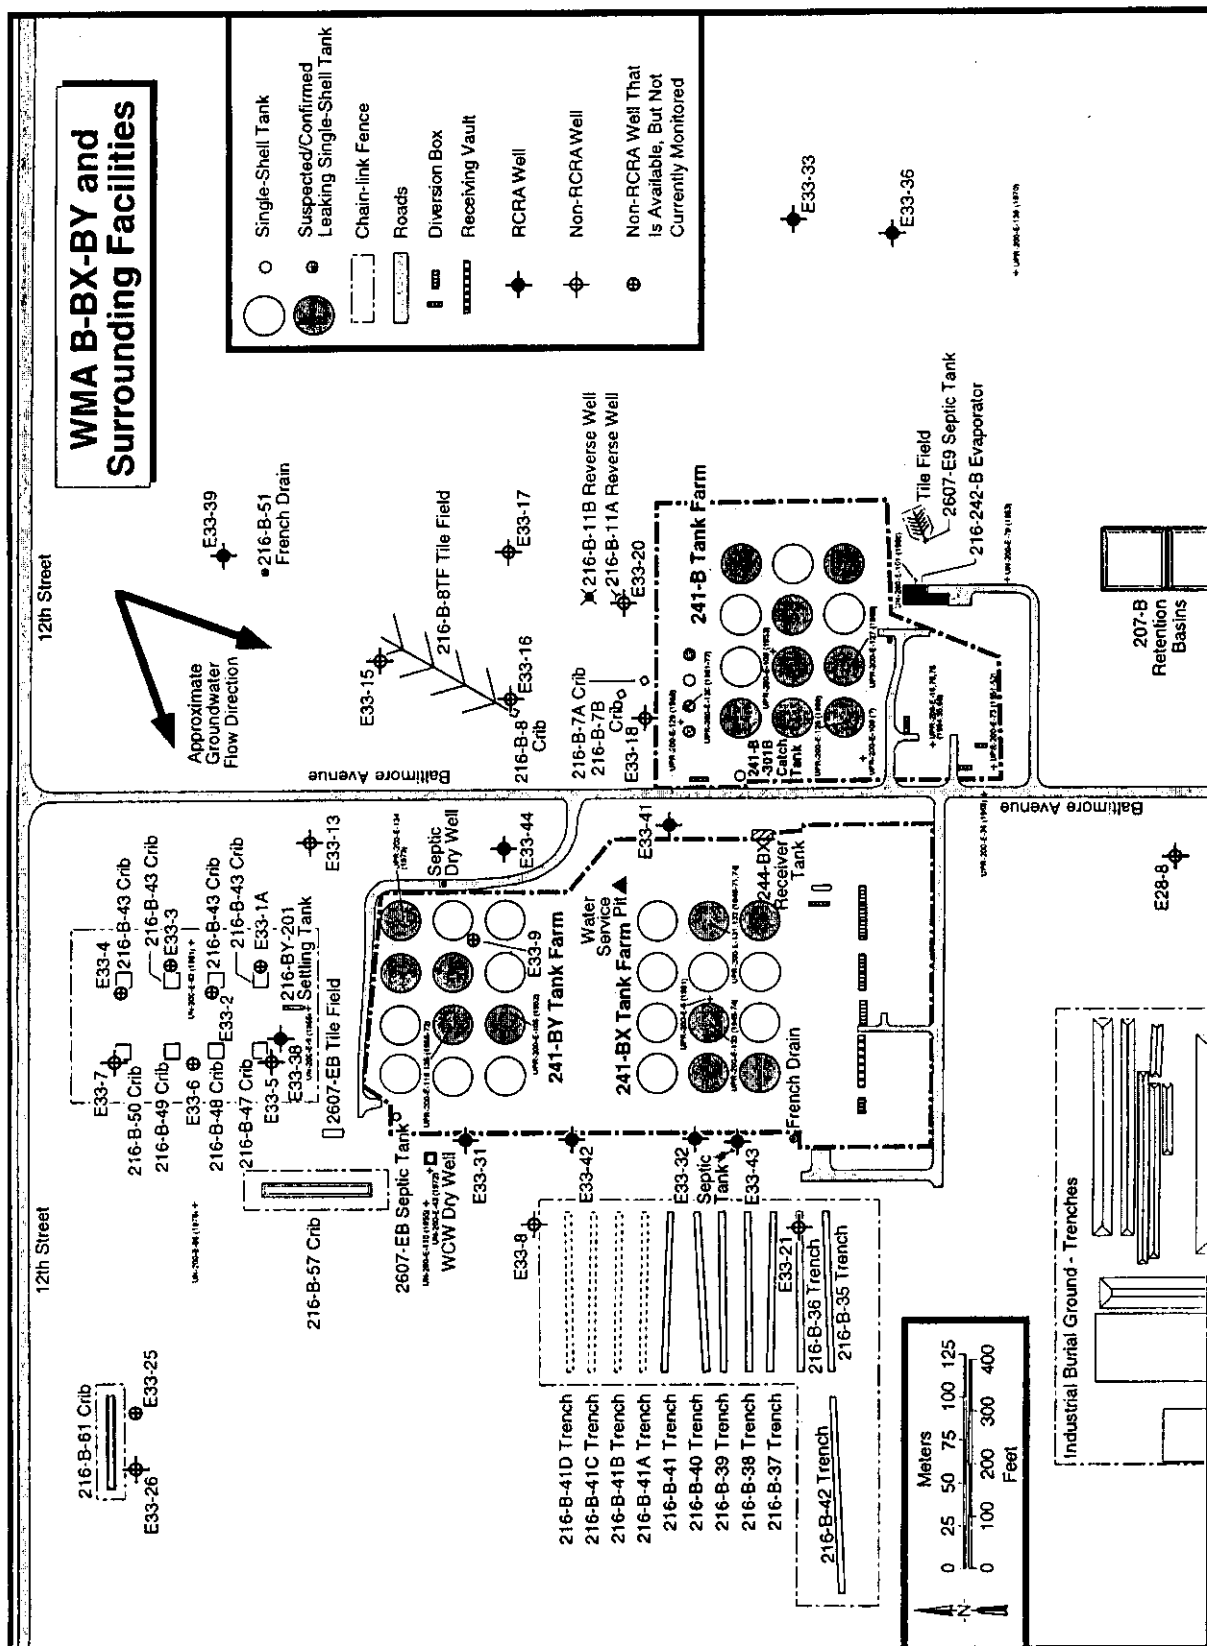 WMA B-BX-BY and
Surrounding Facilities
12th Street
12th Street
Single-Shell Tank
Suspected/Confirmed
Leaking Single-Shell Tank
Chain-link Fence
Roads
Diversion Box
Receiving Vault
RCRA Well
Non-RCRAWell
Non-RCRA Well That
Is Available, But Not
Currently Monitored
Approximate
Groundwater
Flow Direction
Baltimore Avenue
Baltimore Avenue
216-B-61 Crib
E33-26
E33-25
E33-7
E33-4
216-B-43 Crib
216-B-43 Crib
E33-3
216-B-43 Crib
216-B-43 Crib
E33-2
E33-1A
216-B-50 Crib
216-B-49 Crib
E33-6
216-B-48 Crib
216-B-47 Crib
E33-5
E33-38
216-BY-201
Settling Tank
E33-13
2607-EB Tile Field
216-B-57 Crib
E33-39
216-B-51
French Drain
E33-15
216-B-8TF Tile Field
E33-16
216-B-8
Crib
E33-17
216-B-7A Crib
216-B-7B
Crib
E33-18
216-B-11B Reverse Well
216-B-11A Reverse Well
E33-20
Septic
Dry Well
E33-44
2607-EB Septic Tank
WCW Dry Well
E33-31
E33-9
241-BY Tank Farm
Water
Service
Pit
E33-41
241-BX Tank Farm
244-BX
Receiver
Tank
French Drain
E33-8
E33-42
E33-32
Septic
Tank
E33-43
241-B Tank Farm
241-B
-301B
Catch
Tank
Tile Field
2607-E9 Septic Tank
216-242-B Evaporator
E33-33
E33-36
207-B
Retention
Basins
E28-8
216-B-41D Trench
216-B-41C Trench
216-B-41B Trench
216-B-41A Trench
216-B-41 Trench
216-B-40 Trench
216-B-39 Trench
216-B-38 Trench
216-B-37 Trench
E33-21
216-B-36 Trench
216-B-35 Trench
216-B-42 Trench
Industrial Burial Ground - Trenches
N
Meters
0 25 50 75 100 125
0 100 200 300 400
Feet